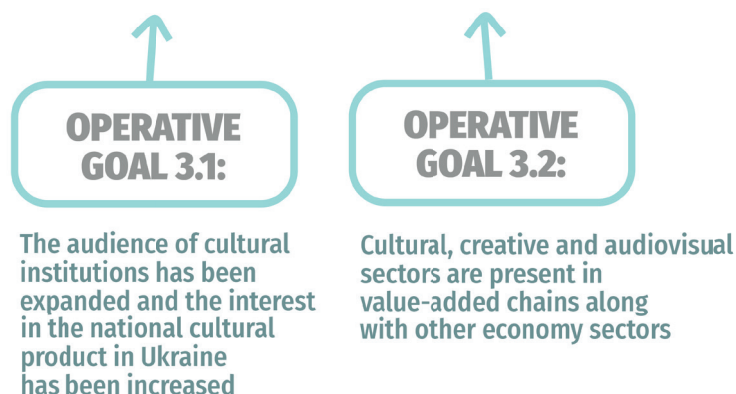 OPERATIVE
GOAL 3.1:
The audience of cultural
institutions has been
expanded and the interest
in the national cultural
product in Ukraine
has been increased
OPERATIVE
GOAL 3.2:
Cultural, creative and audiovisual
sectors are present in
value-added chains along
with other economy sectors